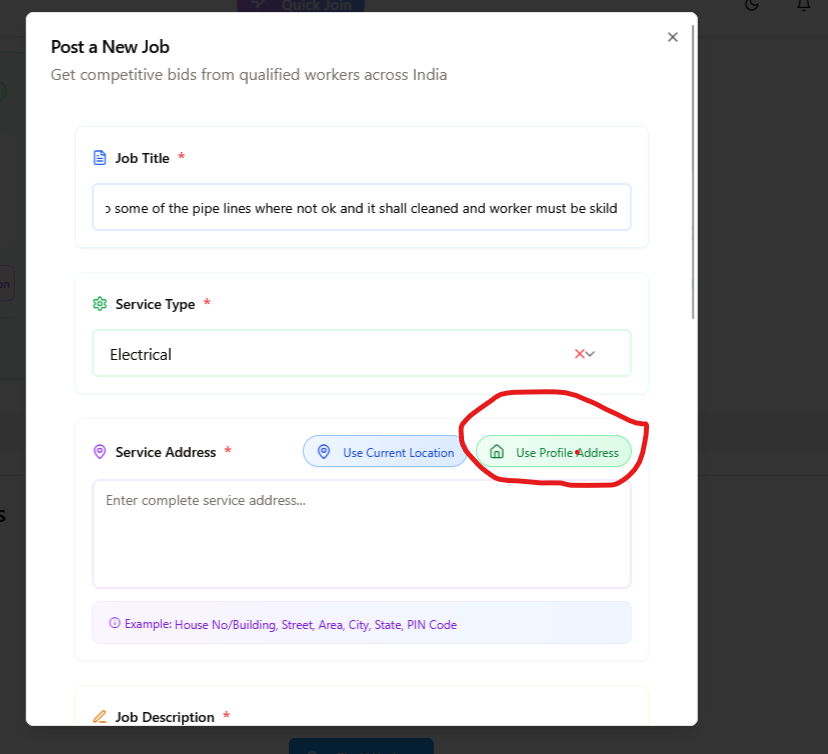 Quick Join
Post a New Job
Get competitive bids from qualified workers across India
Job Title *
some of the pipe lines where not ok and it shall cleaned and worker must be skild
Service Type *
Electrical
Service Address *
Use Current Location
Use Profile Address
Enter complete service address...
Example: House No/Building, Street, Area, City, State, PIN Code
Job Description *